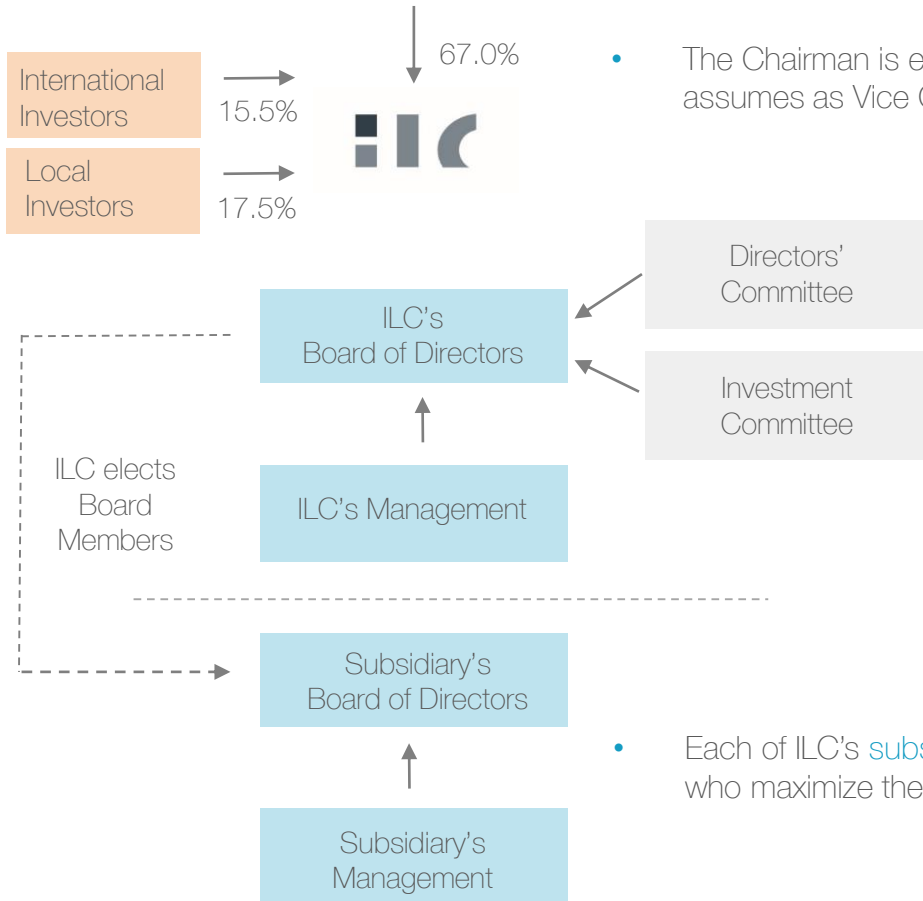 67.0%
International
Investors
15.5%
ilc
Local
Investors
17.5%
• The Chairman is e
assumes as Vice
Directors'
Committee
ILC's
Board of Directors
Investment
Committee
ILC elects
Board
Members
ILC's Management
Subsidiary's
Board of Directors
• Each of ILC's subs
who maximize the
Subsidiary's
Management